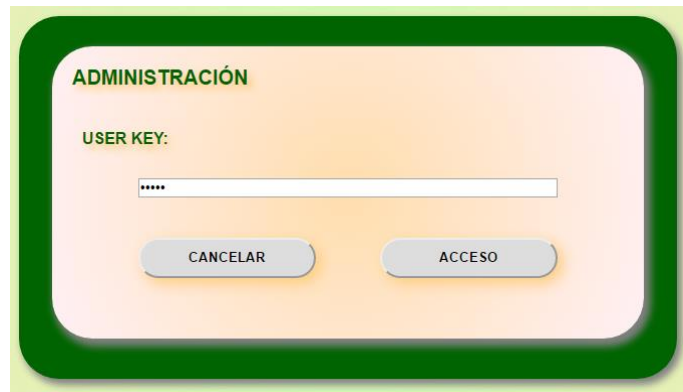 ADMINISTRACIÓN
USER KEY:
•••••
CANCELAR ACCESO